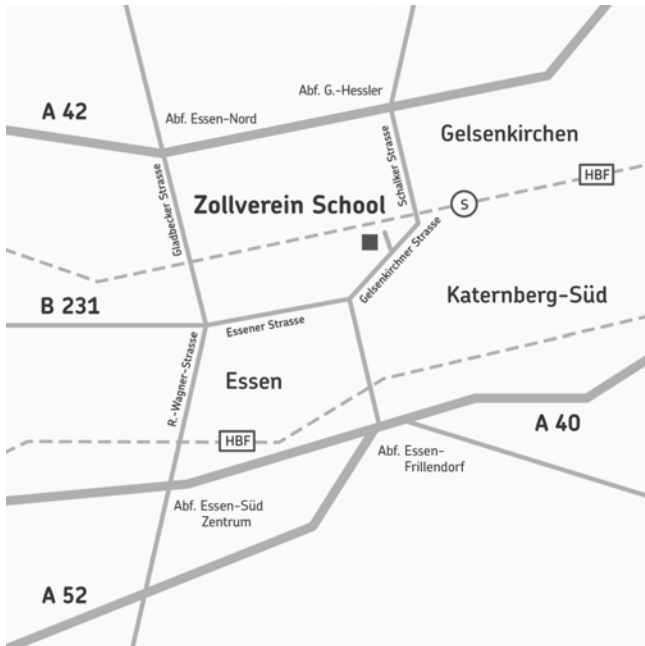 Abf. G.-Hessler
A 42
Abf. Essen-Nord
Gelsenkirchen
Schalker Strasse
HBF
Gladbecker Strasse
Zollverein School
S
Gelsenkirchner Strasse
Katernberg-Süd
B 231
Essener Strasse
R.-Wagner-Strasse
Essen
HBF
A 40
Abf. Essen-
Frillendorf
Abf. Essen-Süd
Zentrum
A 52